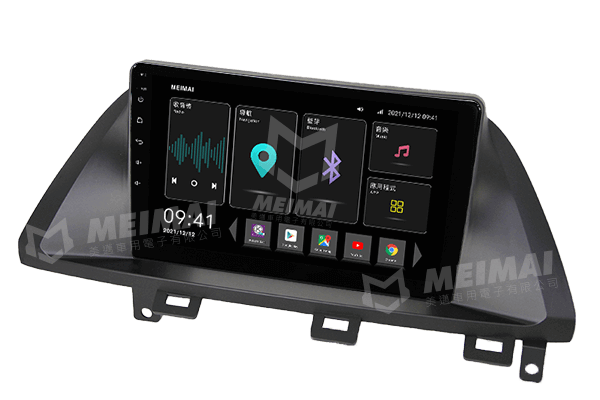 MEIMAI
2021/12/12 09:41
收音機
Radio
導航
Navigation
藍芽
Bluetooth
音樂
Music
應用程式
APP
09:41
2021/12/12
MEIMAI
美邁車用電子有限公司
MEIMAI
美邁車用電子有限公司
MEIMAI
美邁車用電子有限公司